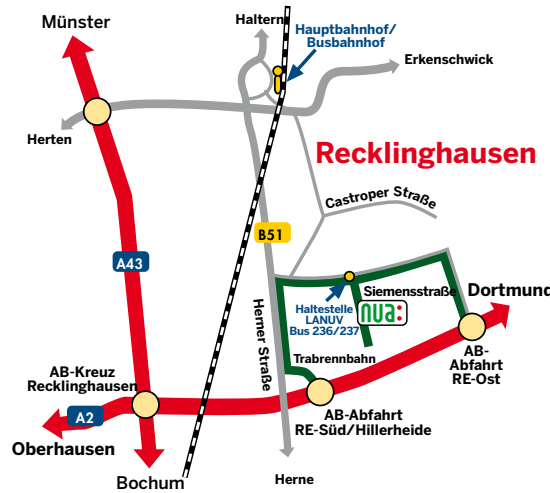 Münster
Haltern
Hauptbahnhof/
Busbahnhof
Erkenschwick
Herten
Recklinghausen
Castroper Straße
B51
A43
Siemensstraße
Dortmund
Haltestelle
LANUV
Bus 236/237
nua:
Herner Straße
Trabrennbahn
AB-
Abfahrt
RE-Ost
AB-Kreuz
Recklinghausen
A2
AB-Abfahrt
RE-Süd/Hillerheide
Oberhausen
Bochum
Herne